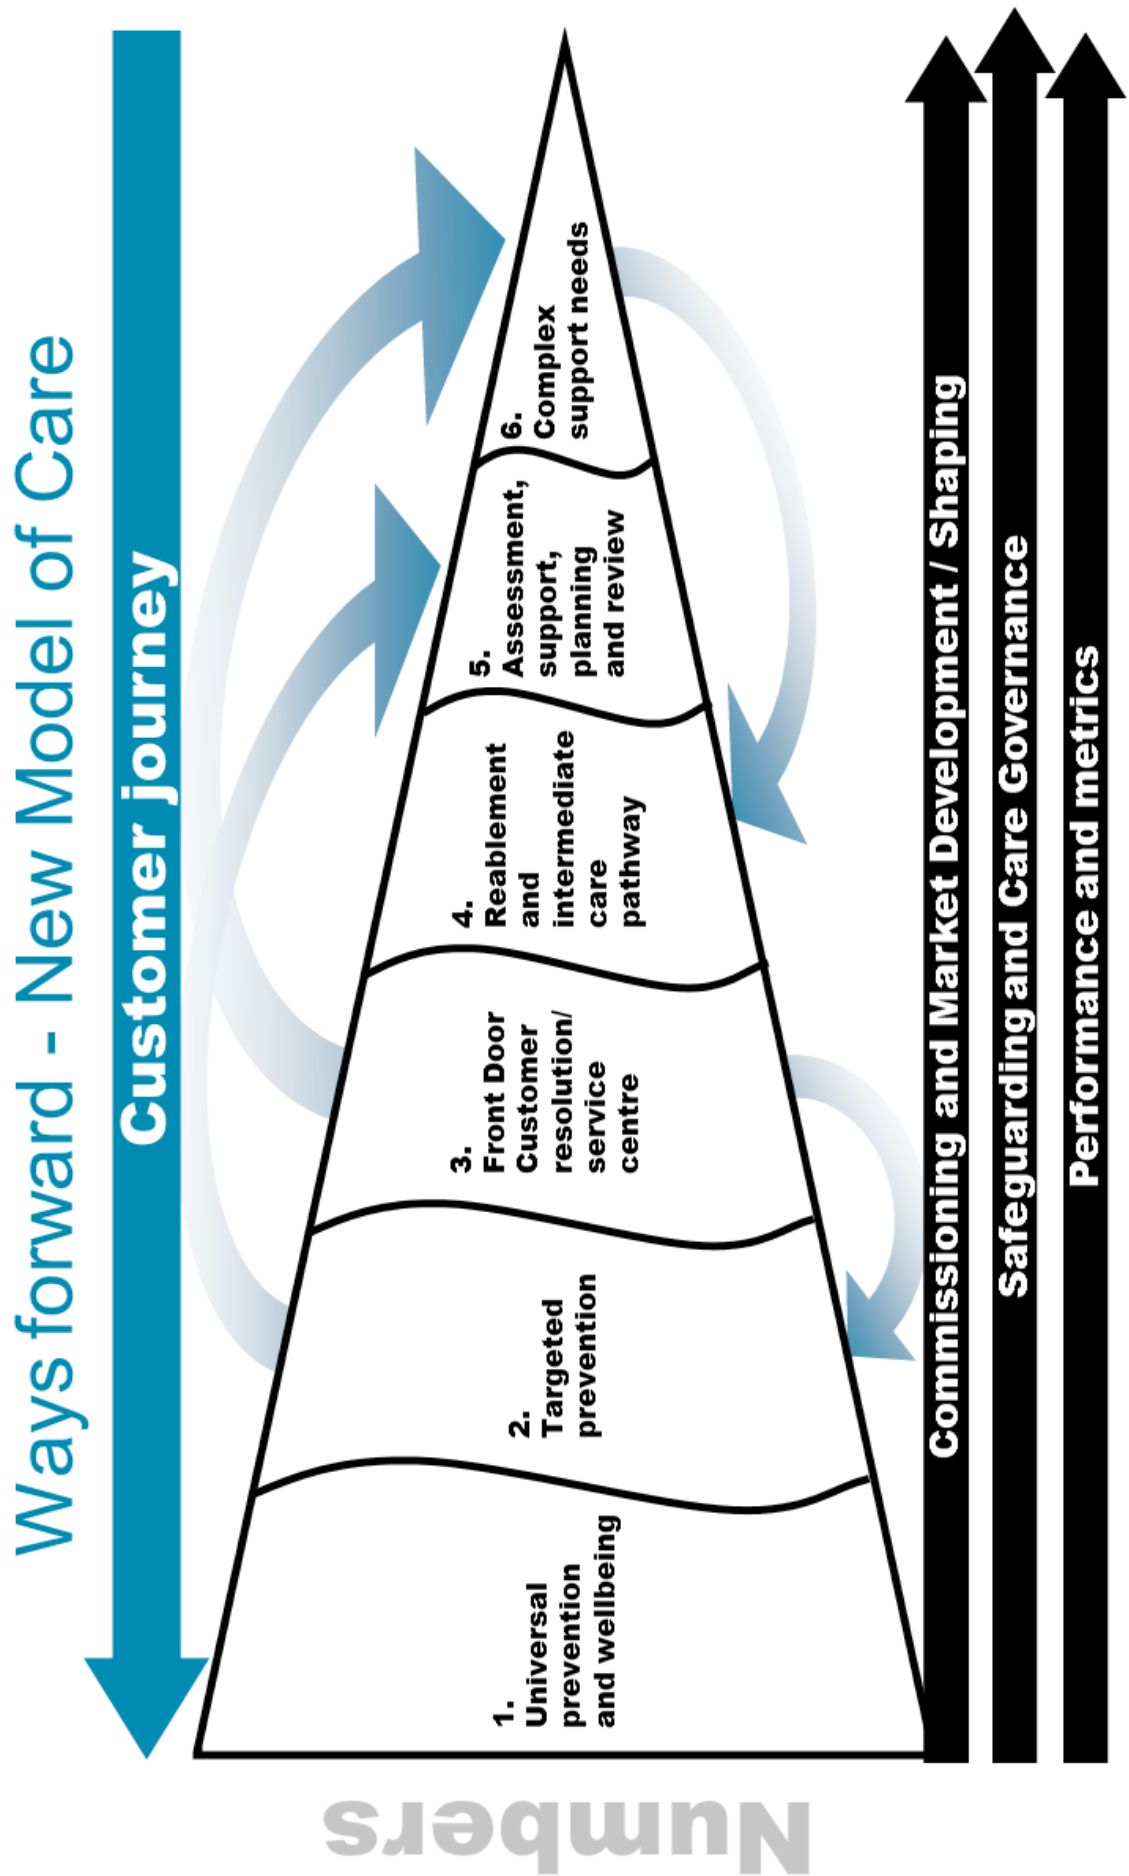 Ways forward - New Model of Care
Customer journey
1.
Universal
prevention
and wellbeing
2.
Targeted
prevention
3.
Front Door
Customer
resolution/
service
centre
4.
Reablement
and
intermediate
care
pathway
5.
Assessment,
support,
planning
and review
6.
Complex
support needs
Commissioning and Market Development / Shaping
Safeguarding and Care Governance
Performance and metrics
Numbers